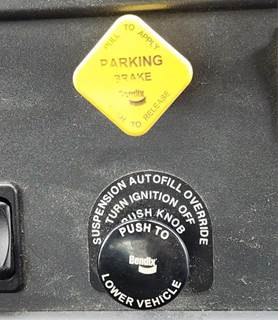 PULL TO APPLY
PARKING
BRAKE
Bendix
PUSH TO RELEASE
SUSPENSION AUTOFILL OVERRIDE
TURN IGNITION OFF
PUSH KNOB
PUSH TO
Bendix
LOWER VEHICLE